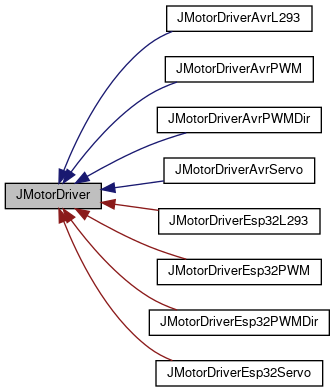 JMotorDriverAvrL293
JMotorDriverAvrPWM
JMotorDriverAvrPWMDir
JMotorDriverAvrServo
JMotorDriver
JMotorDriverEsp32L293
JMotorDriverEsp32PWM
JMotorDriverEsp32PWMDir
JMotorDriverEsp32Servo